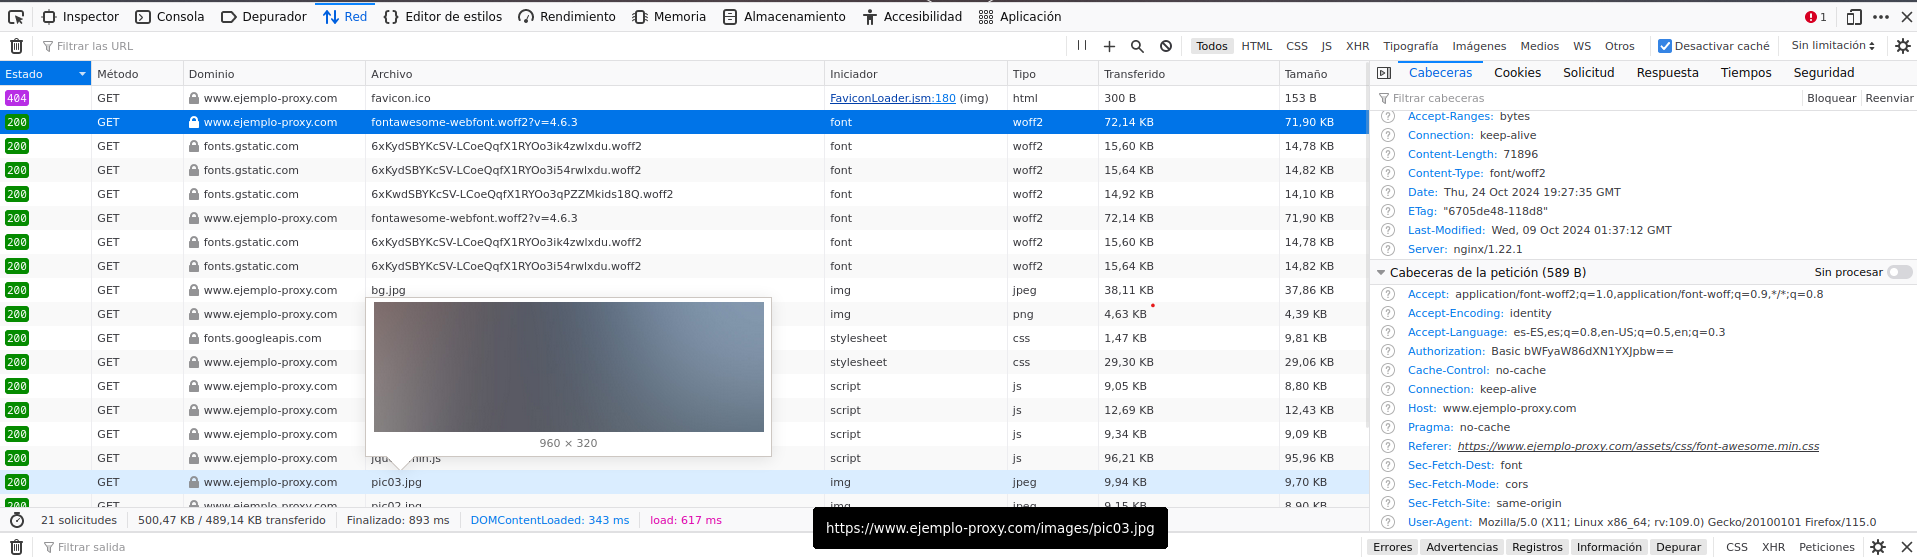 Inspector Consola Depurador Red Editor de estilos Rendimiento Memoria Almacenamiento Accesibilidad Aplicación 1
Filtrar las URL Todos HTML CSS JS XHR Tipografía Imágenes Medios WS Otros Desactivar caché Sin limitación
Estado Método Dominio Archivo Iniciador Tipo Transferido Tamaño
404 GET www.ejemplo-proxy.com favicon.ico FaviconLoader.jsm:180 (img) html 300 B 153 B
200 GET www.ejemplo-proxy.com fontawesome-webfont.woff2?v=4.6.3 font woff2 72,14 KB 71,90 KB
200 GET fonts.gstatic.com 6xKydSBYKcSV-LCoeQqfX1RYOo3ik4zwlxdu.woff2 font woff2 15,60 KB 14,78 KB
200 GET fonts.gstatic.com 6xKydSBYKcSV-LCoeQqfX1RYOo3i54rwlxdu.woff2 font woff2 15,64 KB 14,82 KB
200 GET fonts.gstatic.com 6xKwdSBYKcSV-LCoeQqfX1RYOo3qPZZMkids18Q.woff2 font woff2 14,92 KB 14,10 KB
200 GET www.ejemplo-proxy.com fontawesome-webfont.woff2?v=4.6.3 font woff2 72,14 KB 71,90 KB
200 GET fonts.gstatic.com 6xKydSBYKcSV-LCoeQqfX1RYOo3ik4zwlxdu.woff2 font woff2 15,60 KB 14,78 KB
200 GET fonts.gstatic.com 6xKydSBYKcSV-LCoeQqfX1RYOo3i54rwlxdu.woff2 font woff2 15,64 KB 14,82 KB
200 GET www.ejemplo-proxy.com bg.jpg img jpeg 38,11 KB 37,86 KB
200 GET www.ejemplo-proxy.com img png 4,63 KB 4,39 KB
200 GET fonts.googleapis.com stylesheet css 1,47 KB 9,81 KB
200 GET www.ejemplo-proxy.com stylesheet css 29,30 KB 29,06 KB
200 GET www.ejemplo-proxy.com script js 9,05 KB 8,80 KB
200 GET www.ejemplo-proxy.com script js 12,69 KB 12,43 KB
200 GET www.ejemplo-proxy.com script js 9,34 KB 9,09 KB
960 × 320
200 GET www.ejemplo-proxy.com script js 96,21 KB 95,96 KB
200 GET www.ejemplo-proxy.com pic03.jpg img jpeg 9,94 KB 9,70 KB
200 GET www.ejemplo-proxy.com pic02.jpg img jpeg 9,15 KB 8,90 KB
21 solicitudes 500,47 KB / 489,14 KB transferido Finalizado: 893 ms DOMContentLoaded: 343 ms load: 617 ms
https://www.ejemplo-proxy.com/images/pic03.jpg
Cabeceras Cookies Solicitud Respuesta Tiempos Seguridad
Filtrar cabeceras Bloquear Reenviar
Accept-Ranges: bytes
Connection: keep-alive
Content-Length: 71896
Content-Type: font/woff2
Date: Thu, 24 Oct 2024 19:27:35 GMT
ETag: "6705de48-118d8"
Last-Modified: Wed, 09 Oct 2024 01:37:12 GMT
Server: nginx/1.22.1
Cabeceras de la petición (589 B) Sin procesar
Accept: application/font-woff2;q=1.0,application/font-woff;q=0.9,*/*;q=0.8
Accept-Encoding: identity
Accept-Language: es-ES,es;q=0.8,en-US;q=0.5,en;q=0.3
Authorization: Basic bWFyaW86dXN1YXJpbw==
Cache-Control: no-cache
Connection: keep-alive
Host: www.ejemplo-proxy.com
Pragma: no-cache
Referer: https://www.ejemplo-proxy.com/assets/css/font-awesome.min.css
Sec-Fetch-Dest: font
Sec-Fetch-Mode: cors
Sec-Fetch-Site: same-origin
User-Agent: Mozilla/5.0 (X11; Linux x86_64; rv:109.0) Gecko/20100101 Firefox/115.0
Filtrar salida Errores Advertencias Registros Información Depurar CSS XHR Peticiones